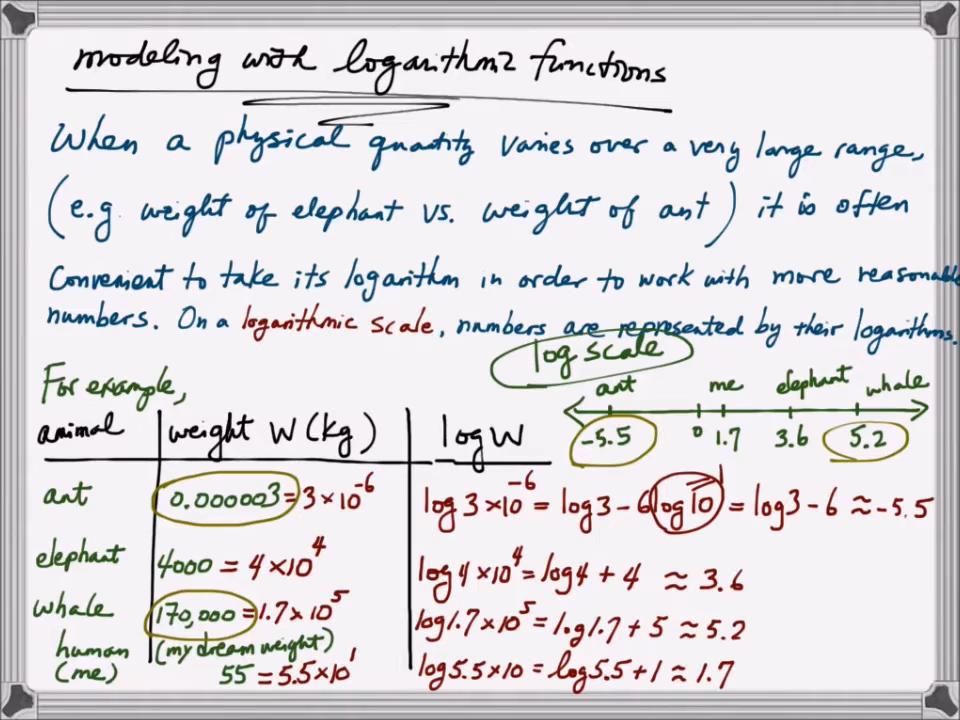 modeling with logarithmz functions
When a physical quantity varies over a very large range,
(e.g. weight of elephant vs. weight of ant) it is often
Convenient to take its logarithm in order to work with more reasonable
numbers. On a logarithmic scale, numbers are represented by their logarithms.
log scale
For example,
ant me elephant whale
-5.5 0 1.7 3.6 5.2
animal weight W (kg) log W
ant 0.000003 = 3 × 10^-6 log 3 × 10^-6 = log 3 - 6 log 10 = log 3 - 6 ≈ -5.5
1
elephant 4000 = 4 × 10^4 log 4 × 10^4 = log 4 + 4 ≈ 3.6
whale 170,000 = 1.7 × 10^5 log 1.7 × 10^5 = log 1.7 + 5 ≈ 5.2
human (my dream weight)
(me) 55 = 5.5 × 10^1 log 5.5 × 10 = log 5.5 + 1 ≈ 1.7